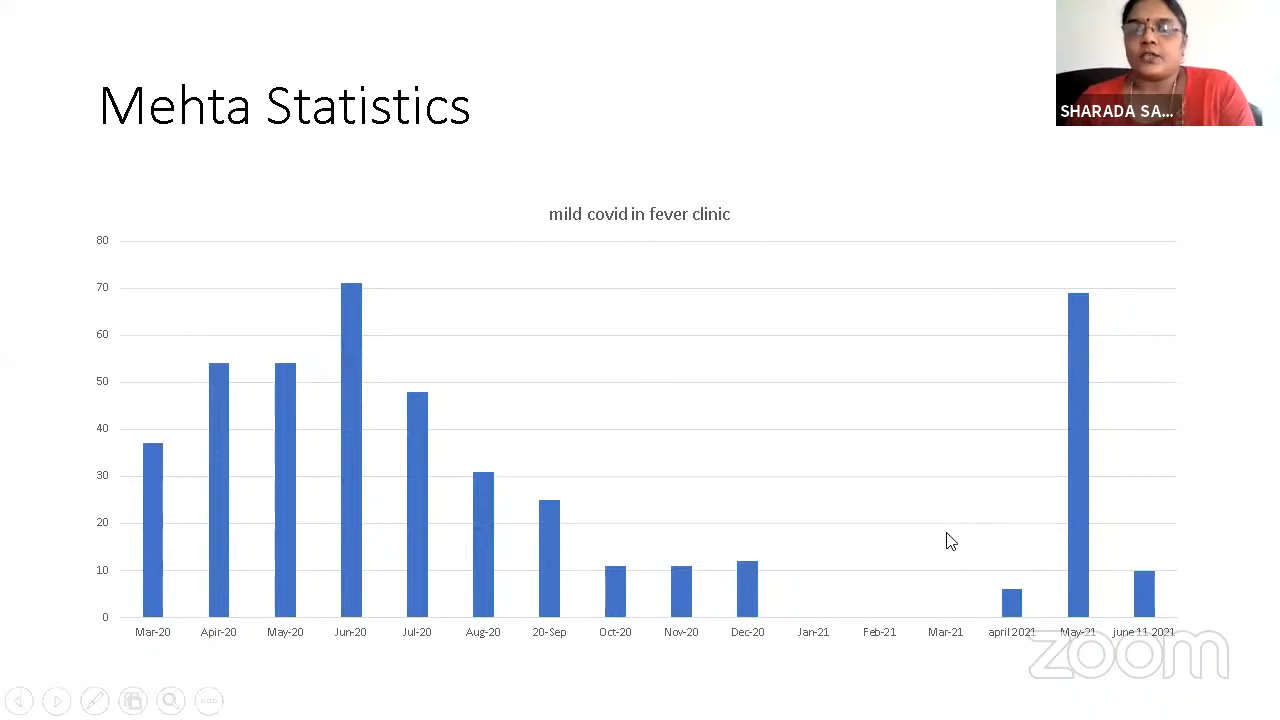 SHARADA SA...
Mehta Statistics
mild covid in fever clinic
80
70
60
50
40
30
20
10
0
Mar-20 Apir-20 May-20 Jun-20 Jul-20 Aug-20 20-Sep Oct-20 Nov-20 Dec-20 Jan-21 Feb-21 Mar-21 april 2021 May-21 june 11 2021
zoom